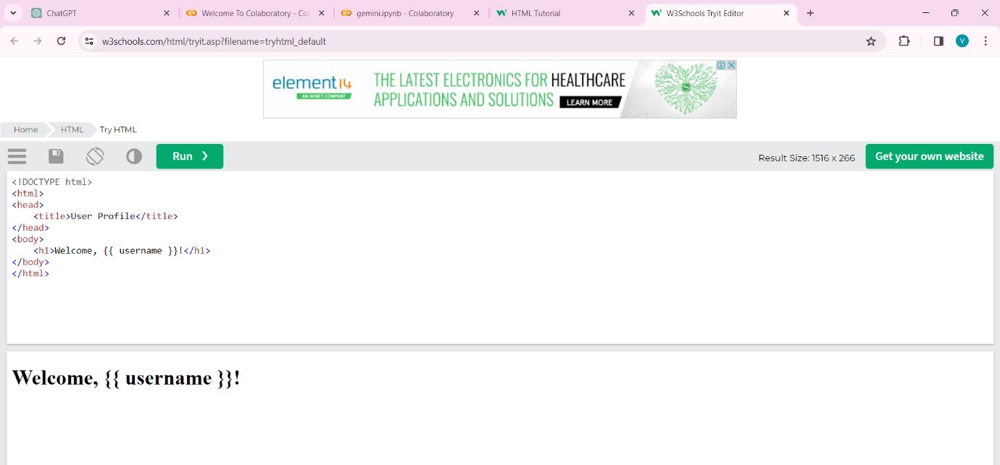 ChatGPT
Welcome To Colaboratory - Col
gemini.ipynb - Colaboratory
HTML Tutorial
W3Schools Tryit Editor
w3schools.com/html/tryit.asp?filename=tryhtml_default
V
element14
AN AVNET COMPANY
THE LATEST ELECTRONICS FOR HEALTHCARE
APPLICATIONS AND SOLUTIONS LEARN MORE
Home HTML Try HTML
Run ❯ Result Size: 1516 x 266 Get your own website
<!DOCTYPE html>
<html>
<head>
    <title>User Profile</title>
</head>
<body>
    <h1>Welcome, {{ username }}!</h1>
</body>
</html>
Welcome, {{ username }}!